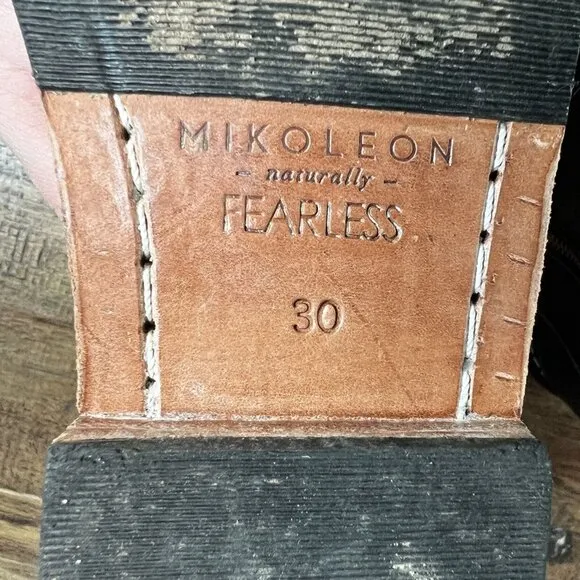 MIKOLEON
- naturally -
FEARLESS
30